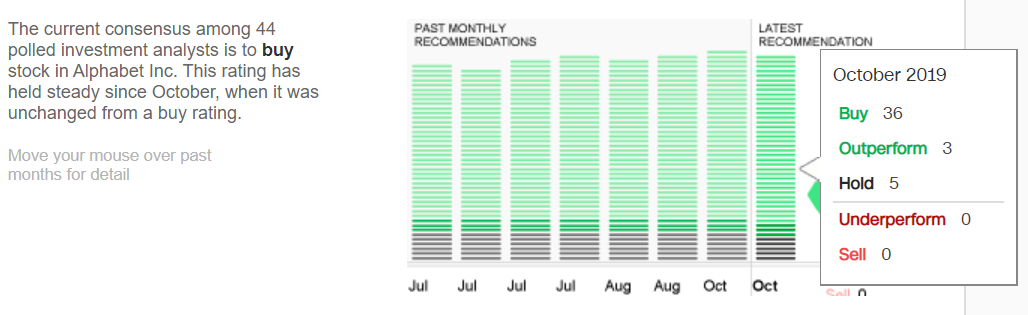 The current consensus among 44
polled investment analysts is to buy
stock in Alphabet Inc. This rating has
held steady since October, when it was
unchanged from a buy rating.
Move your mouse over past
months for detail
PAST MONTHLY
RECOMMENDATIONS
LATEST
RECOMMENDATION
October 2019
Buy 36
Outperform 3
Hold 5
Underperform 0
Sell 0
Jul Jul Jul Jul Aug Aug Oct Oct
Sell 0